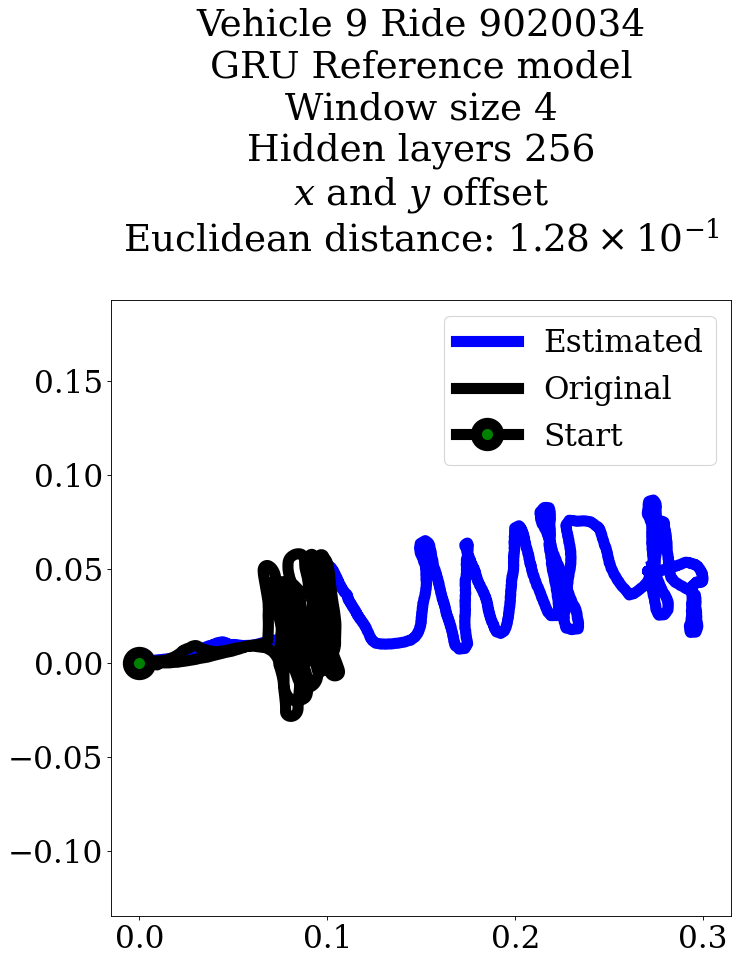 Vehicle 9 Ride 9020034
GRU Reference model
Window size 4
Hidden layers 256
x and y offset
Euclidean distance: 1.28 × 10⁻¹
Estimated
Original
Start
0.15
0.10
0.05
0.00
−0.05
−0.10
0.0 0.1 0.2 0.3